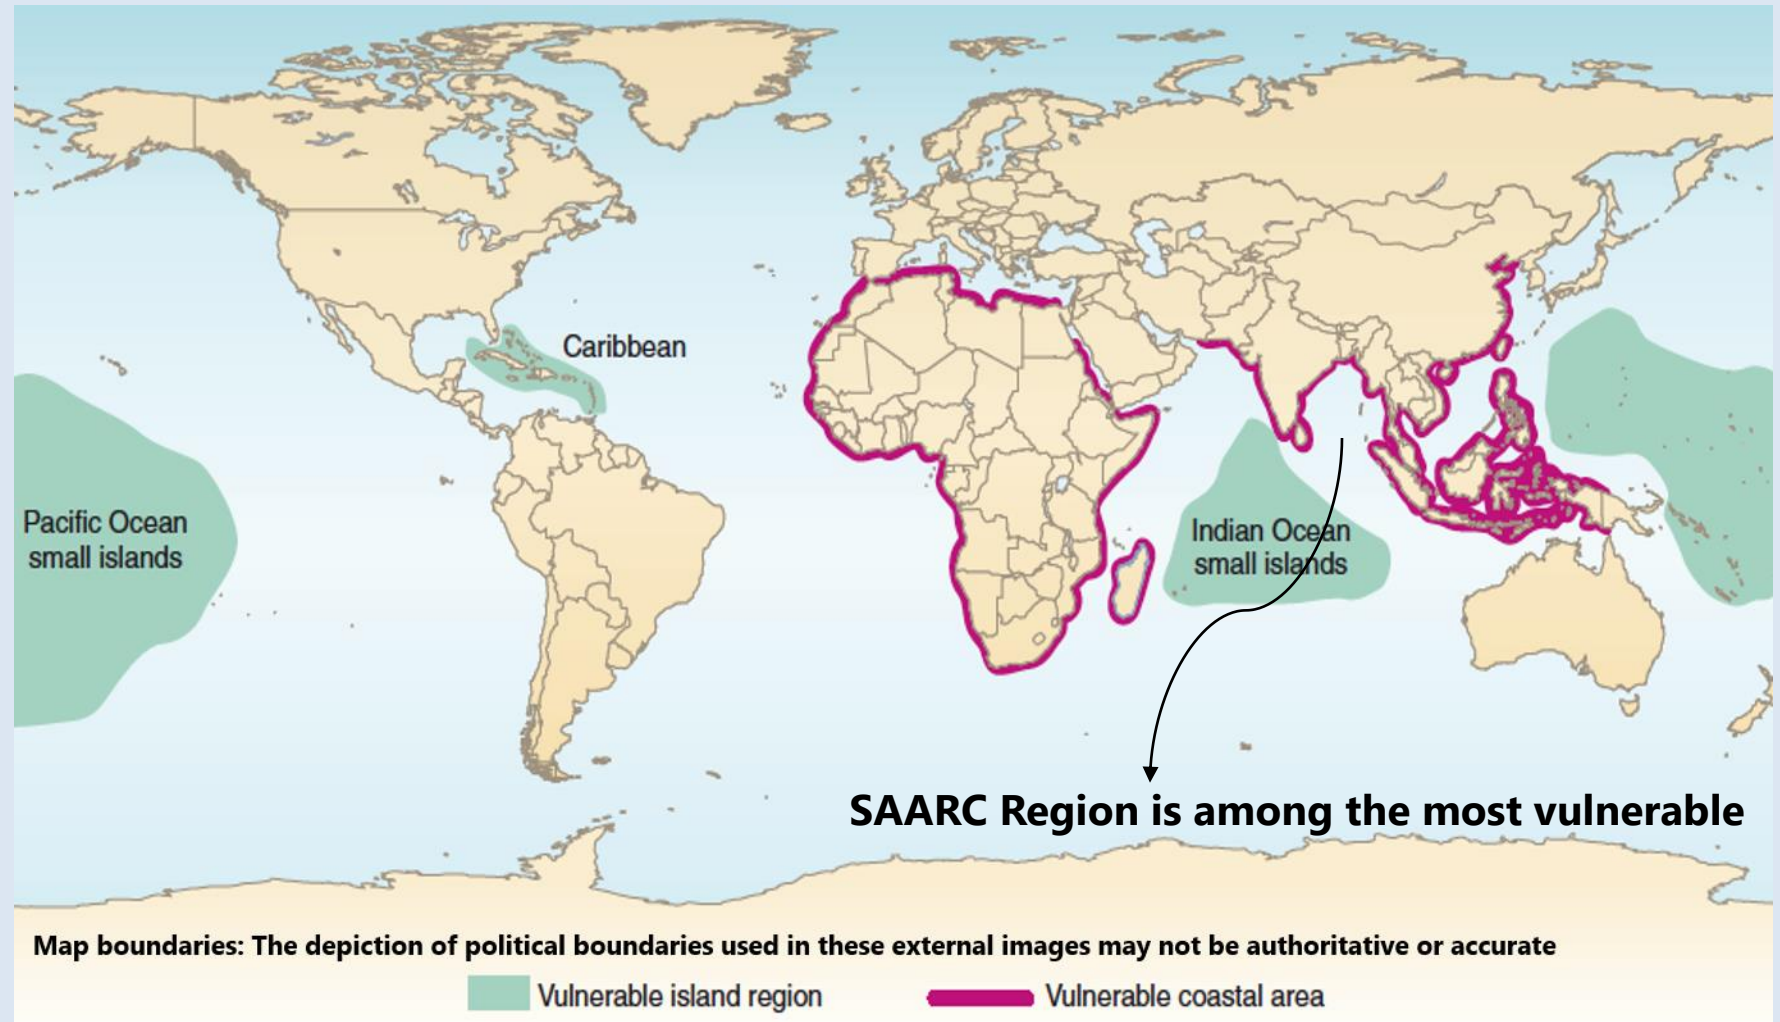 Caribbean
Pacific Ocean
small islands
Indian Ocean
small islands
SAARC Region is among the most vulnerable
Map boundaries: The depiction of political boundaries used in these external images may not be authoritative or accurate
Vulnerable island region
Vulnerable coastal area